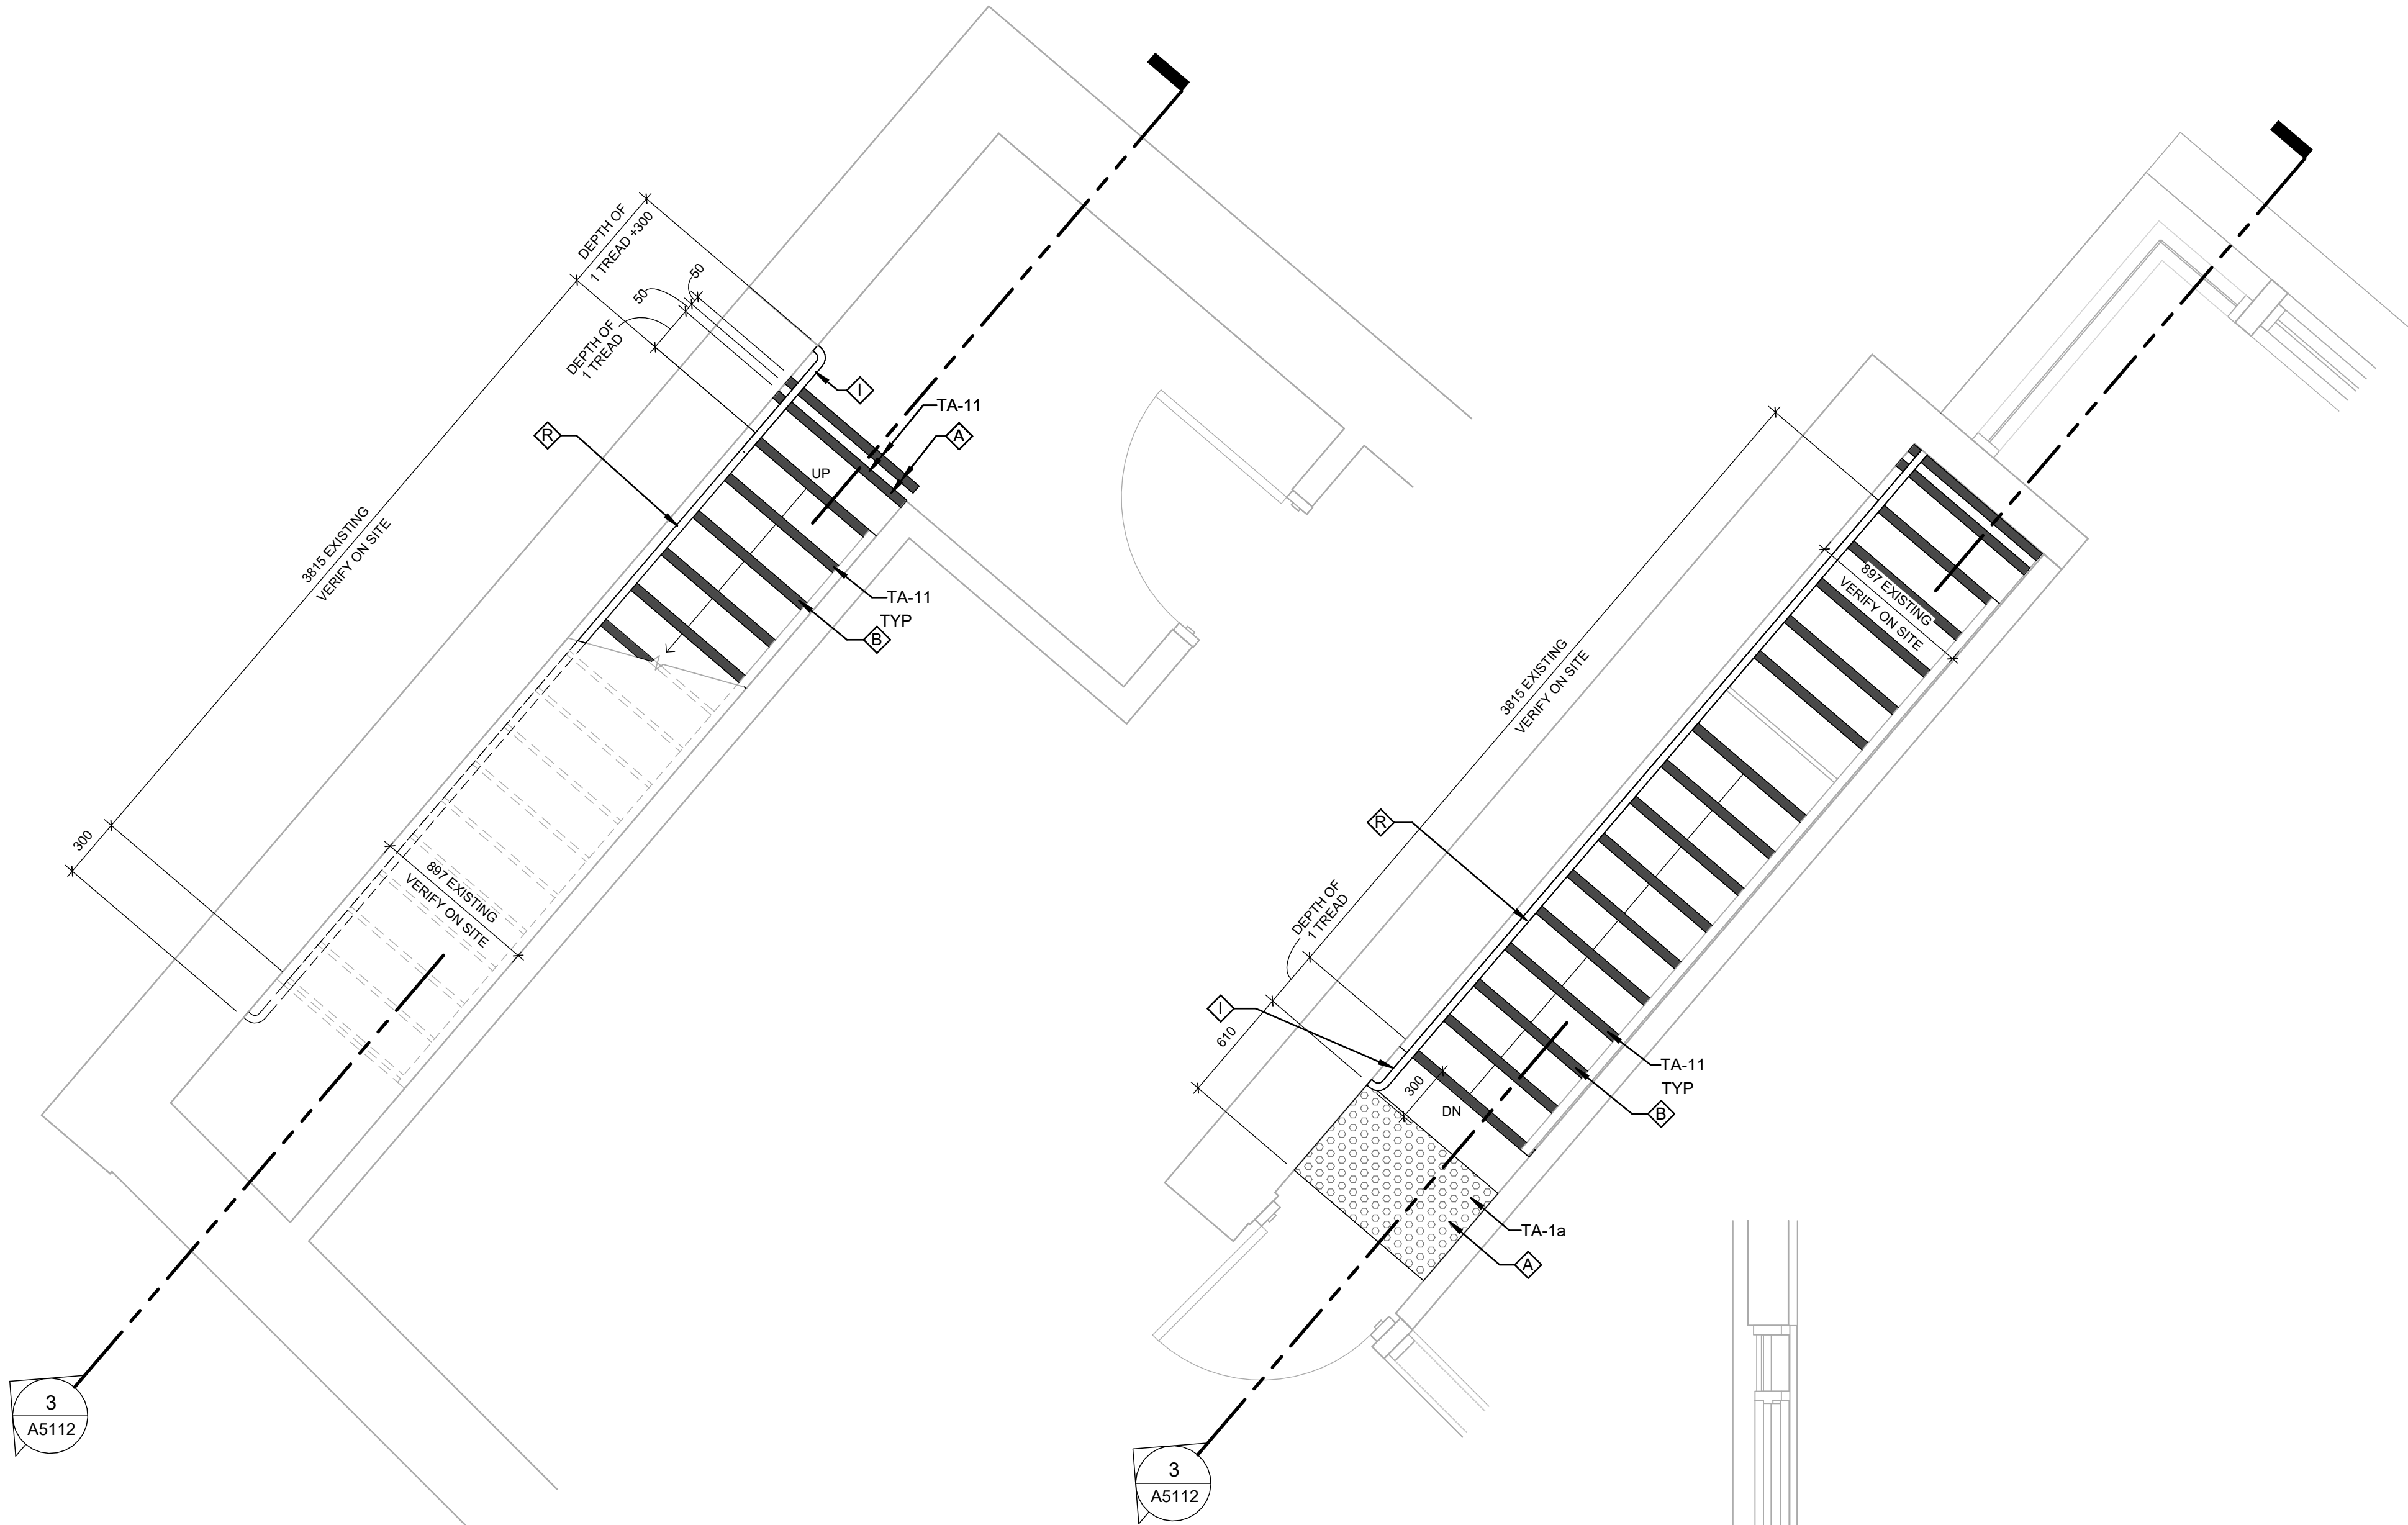 DEPTH OF
1 TREAD +300
50
50
DEPTH OF
1 TREAD
I
TA-11
A
R
UP
3815 EXISTING
VERIFY ON SITE
TA-11
TYP
B
300
897 EXISTING
VERIFY ON SITE
3
A5112
897 EXISTING
VERIFY ON SITE
3815 EXISTING
VERIFY ON SITE
R
DEPTH OF
1 TREAD
I
610
300
DN
TA-11
TYP
B
TA-1a
A
3
A5112